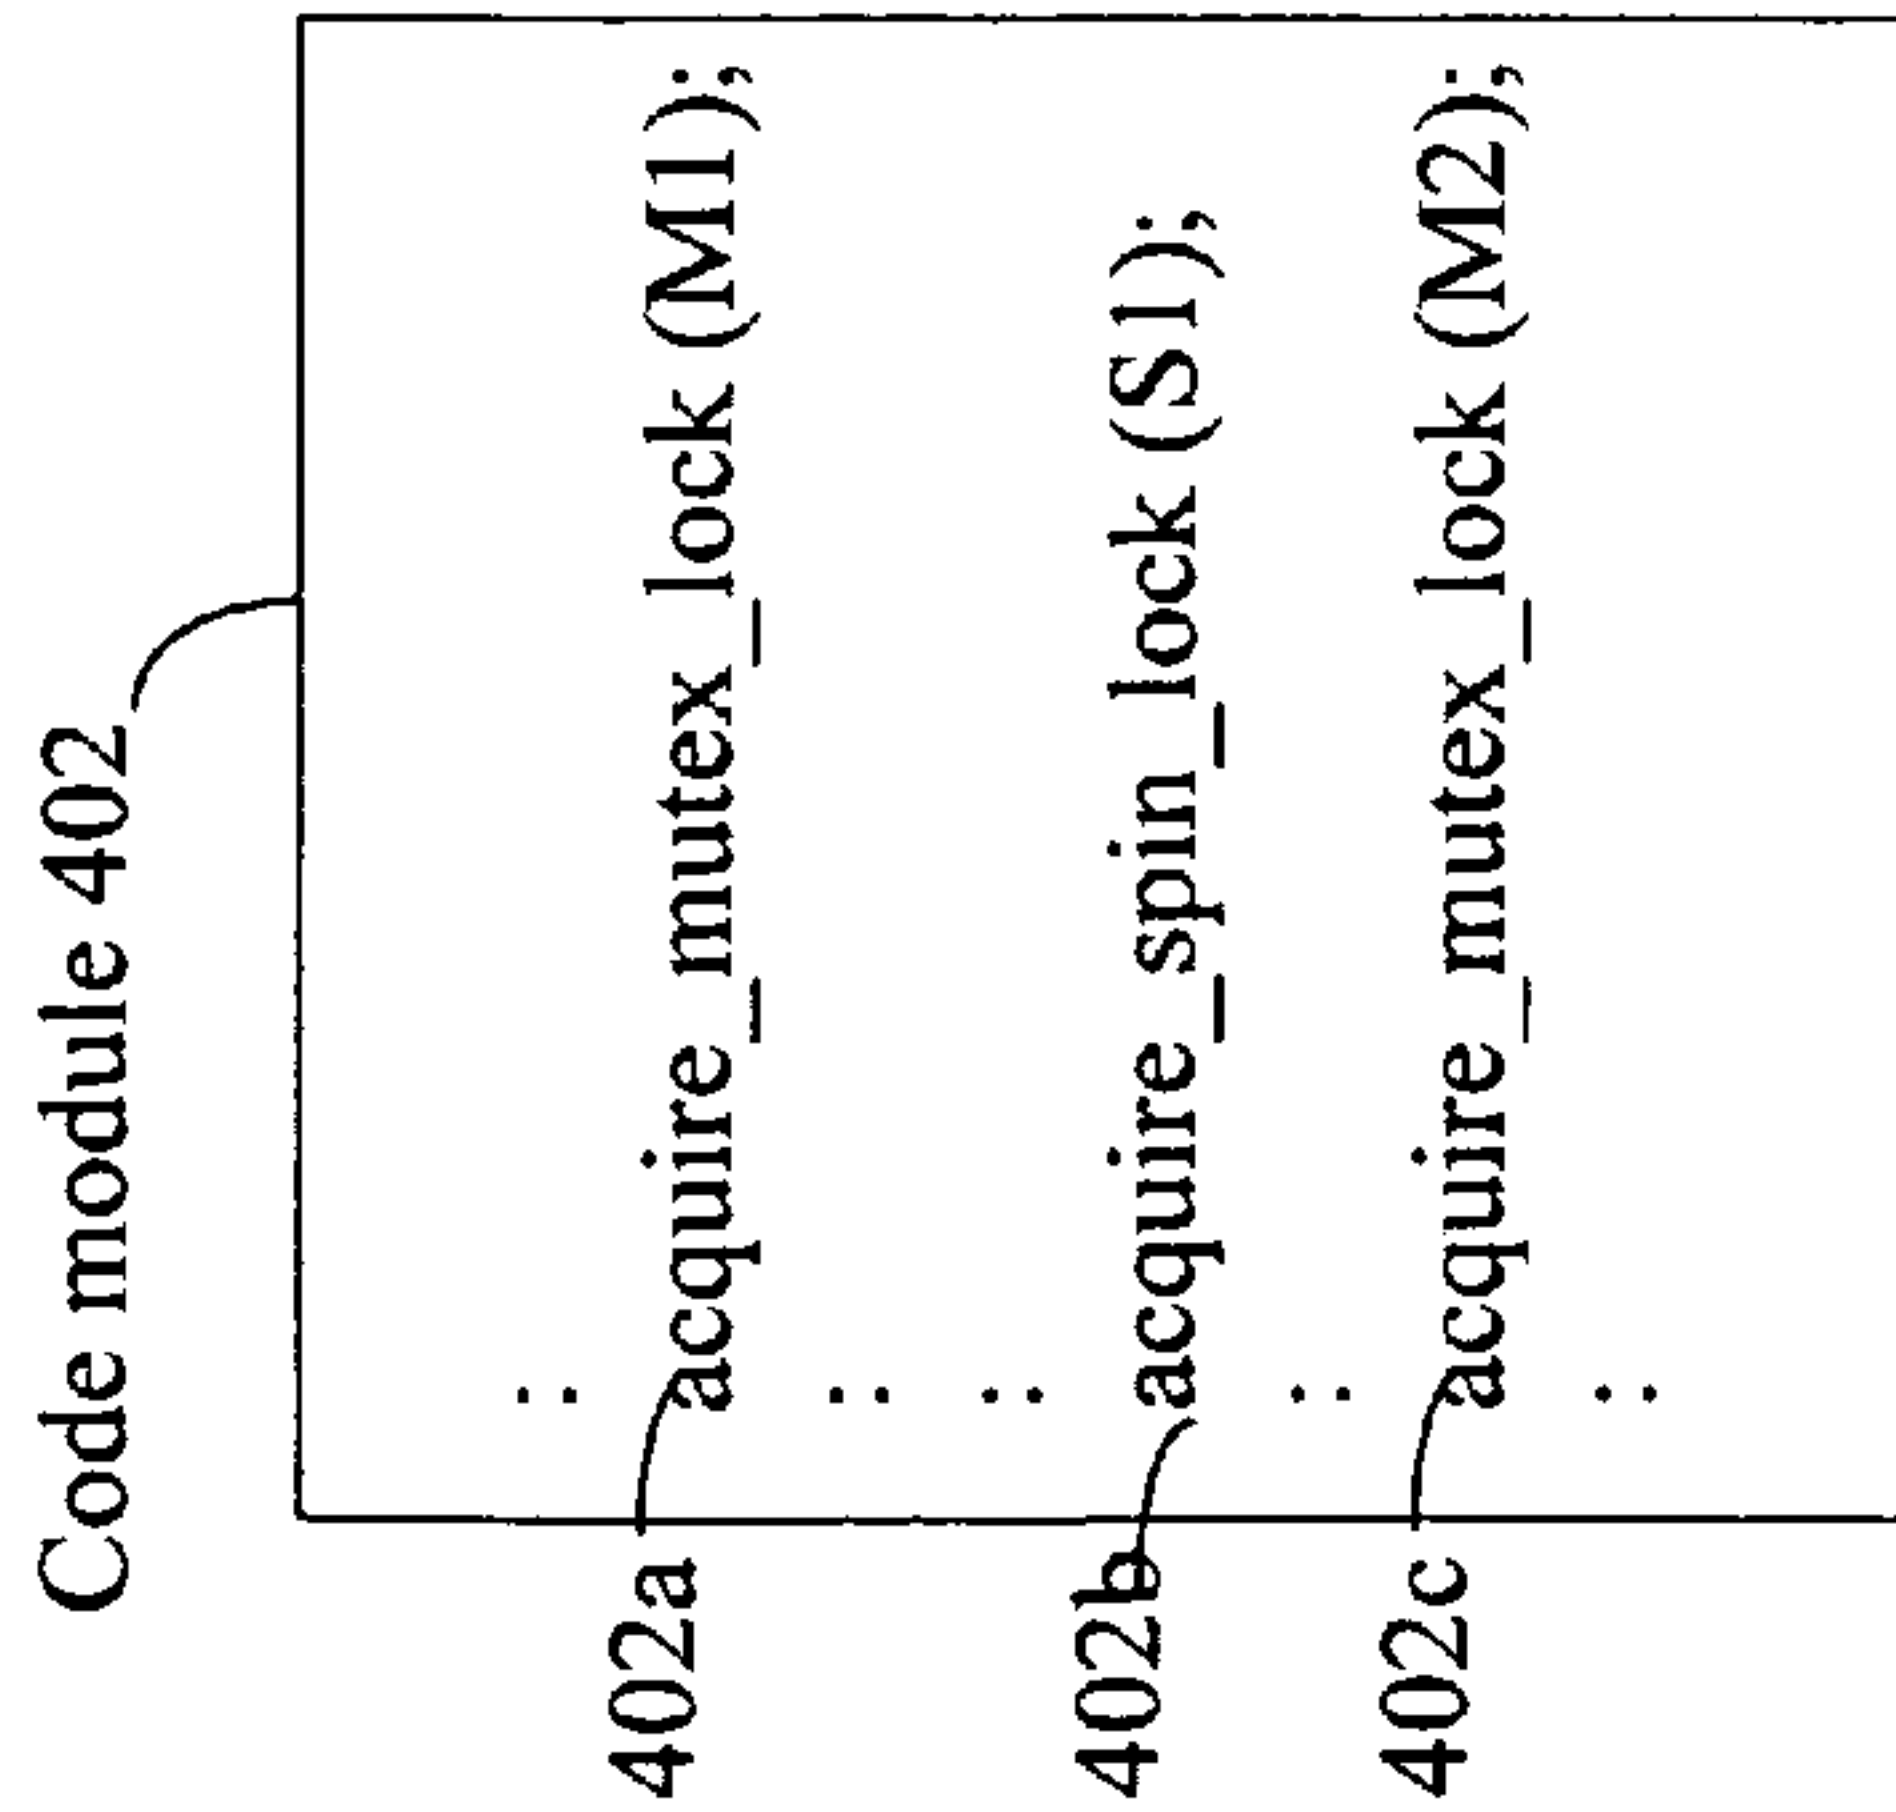 Code module 402
:
402a acquire_mutex_lock (M1);
:
:
402b acquire_spin_lock (S1);
:
402c acquire_mutex_lock (M2);
: